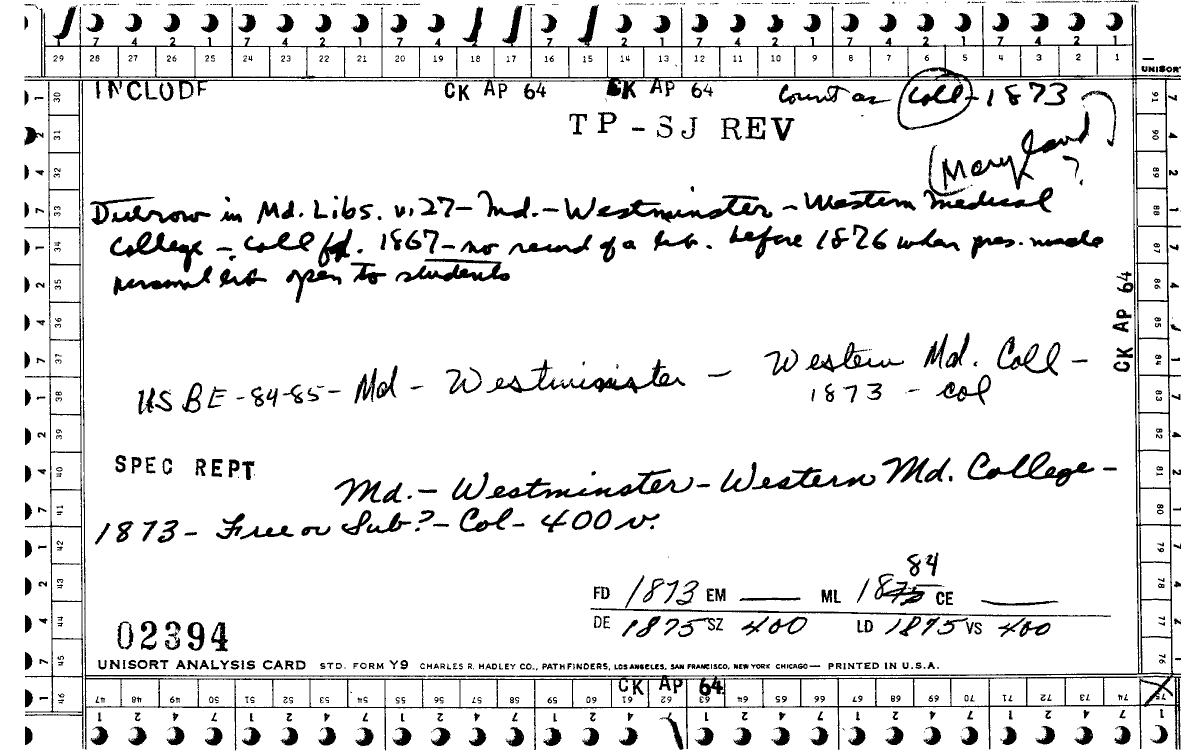 7 4 2 1 7 4 2 1 7 4 2 1 7 4 2 1 7 4 2 1 7 4 2 1 7 4 2 1
29 28 27 26 25 24 23 22 21 20 19 18 17 16 15 14 13 12 11 10 9 8 7 6 5 4 3 2 1
UNISORT
INCLUDE CK AP 64 CK AP 64 Count as Coll - 1873
TP - SJ REV
(Maryland ?
in Md. Libs. v. 27 - Md. - Westminster - Western Medical
College - Coll fd. 1867 - no record of a lib. before 1876 when pres. made
personal lib open to students
CK AP 64
USBE - 84-85 - Md - Westminister - Western Md. Coll -
1873 - col
SPEC REPT
Md. - Westminster - Western Md. College -
1873 - Free or Sub? - Col - 400 v.
84
FD 1873 EM ML 1875 CE
DE 1875 SZ 400 LD 1875 VS 400
02394
UNISORT ANALYSIS CARD STD. FORM Y9 CHARLES R. HADLEY CO., PATHFINDERS, LOS ANGELES, SAN FRANCISCO, NEW YORK CHICAGO — PRINTED IN U.S.A.
CK AP 64
47 48 49 50 51 52 53 54 55 56 57 58 59 60 61 62 63 64 65 66 67 68 69 70 71 72 73 74 75
1 2 4 7 1 2 4 7 1 2 4 7 1 2 4 7 1 2 4 7 1 2 4 7 1 2 4 7
30 31 32 33 34 35 36 37 38 39 40 41 42 43 44 45 46
91 90 89 88 87 86 85 84 83 82 81 80 79 78 77 76